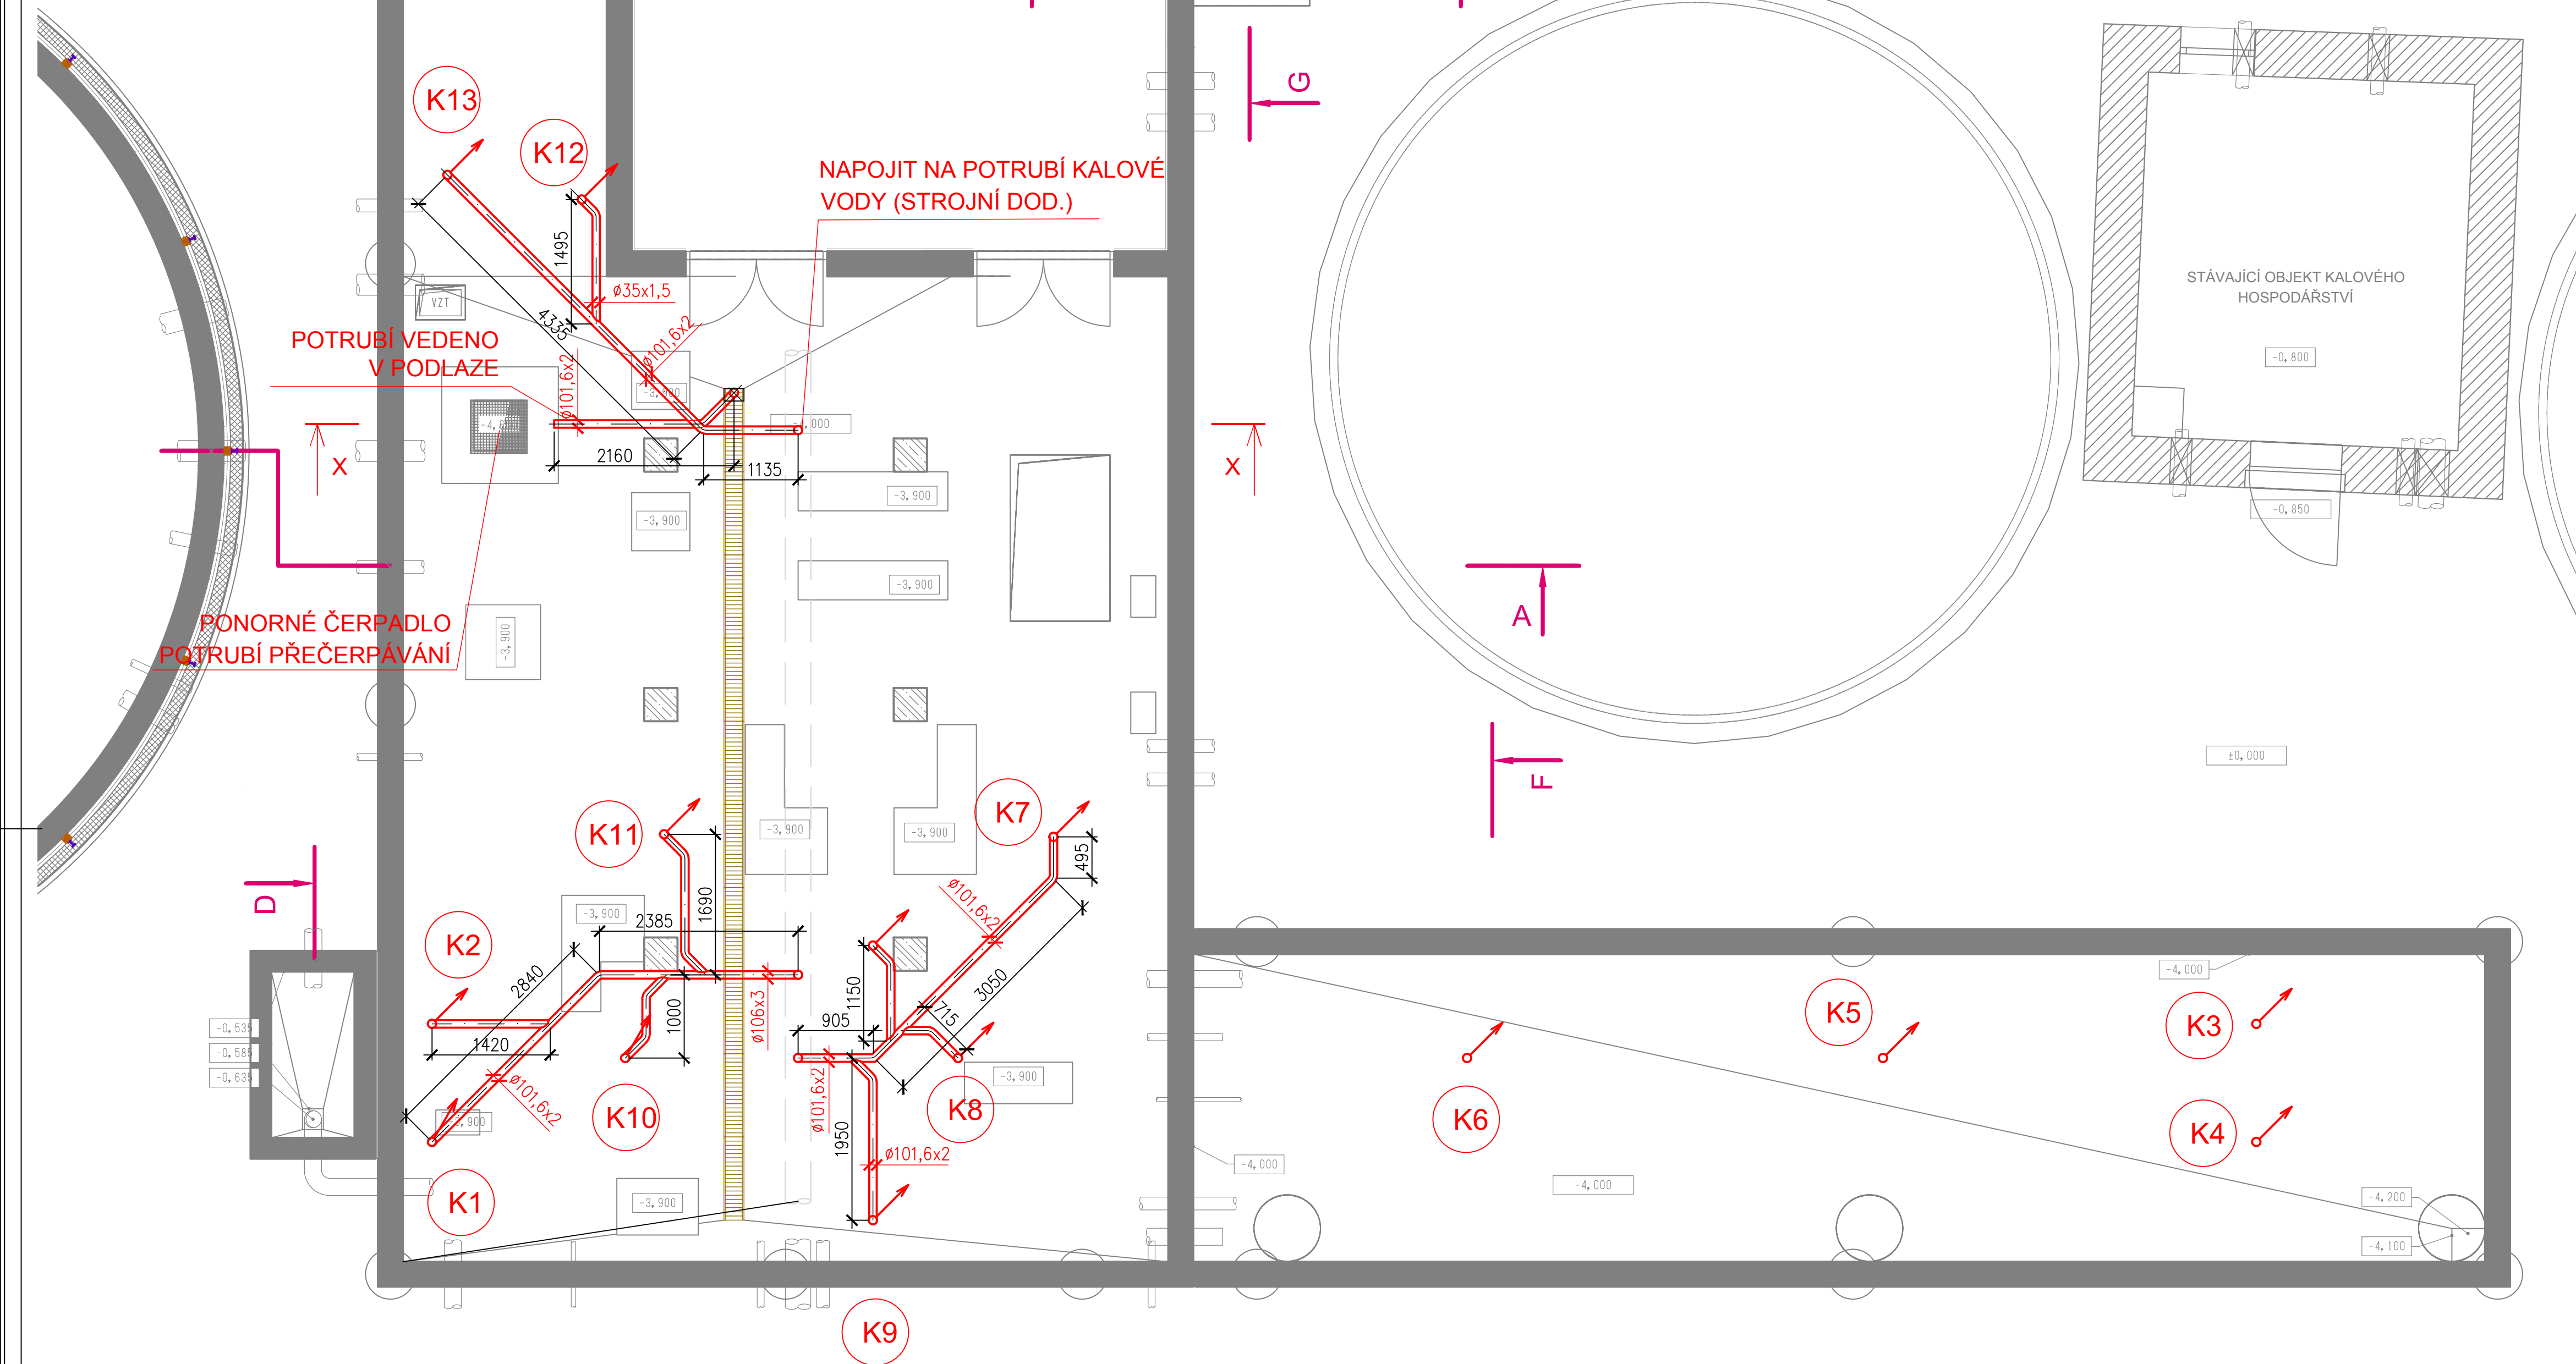 G
K13
K12
NAPOJIT NA POTRUBÍ KALOVÉ
VODY (STROJNÍ DOD.)
1495
ø35x1,5
VZT
4335
ø101,6x2
STÁVAJÍCÍ OBJEKT KALOVÉHO
HOSPODÁŘSTVÍ
-0,800
POTRUBÍ VEDENO
V PODLAZE
ø101,6x2
X
2160
1135
X
-3,900
-0,850
-3,900
-3,900
-3,900
A
PONORNÉ ČERPADLO
POTRUBÍ PŘEČERPÁVÁNÍ
±0,000
F
K11
K7
-3,900
-3,900
495
D
1690
ø101,6x2
-3,900
2385
K2
2840
1150
3050
-4,000
K5
K3
715
905
1000
ø106x3
-0,535
-0,585
-0,635
1420
ø101,6x2
ø101,6x2
-3,900
K10
K8
K6
K4
1950
ø101,6x2
-4,000
-4,000
K1
-3,900
-4,200
-4,100
K9